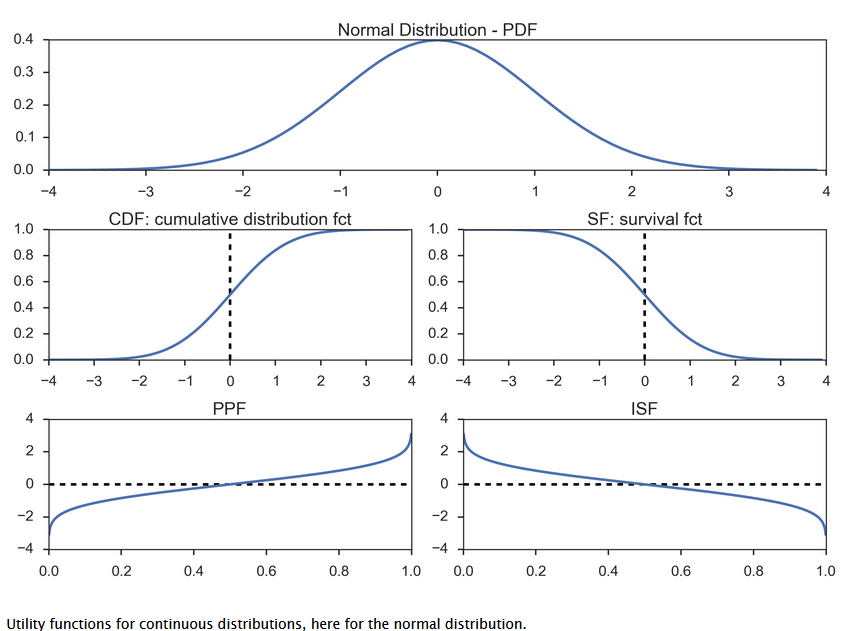 Normal Distribution - PDF
0.4
0.3
0.2
0.1
0.0
−4 −3 −2 −1 0 1 2 3 4
CDF: cumulative distribution fct
1.0
0.8
0.6
0.4
0.2
0.0
−4 −3 −2 −1 0 1 2 3 4
SF: survival fct
1.0
0.8
0.6
0.4
0.2
0.0
−4 −3 −2 −1 0 1 2 3 4
PPF
4
2
0
−2
−4
0.0 0.2 0.4 0.6 0.8 1.0
ISF
4
2
0
−2
−4
0.0 0.2 0.4 0.6 0.8 1.0
Utility functions for continuous distributions, here for the normal distribution.